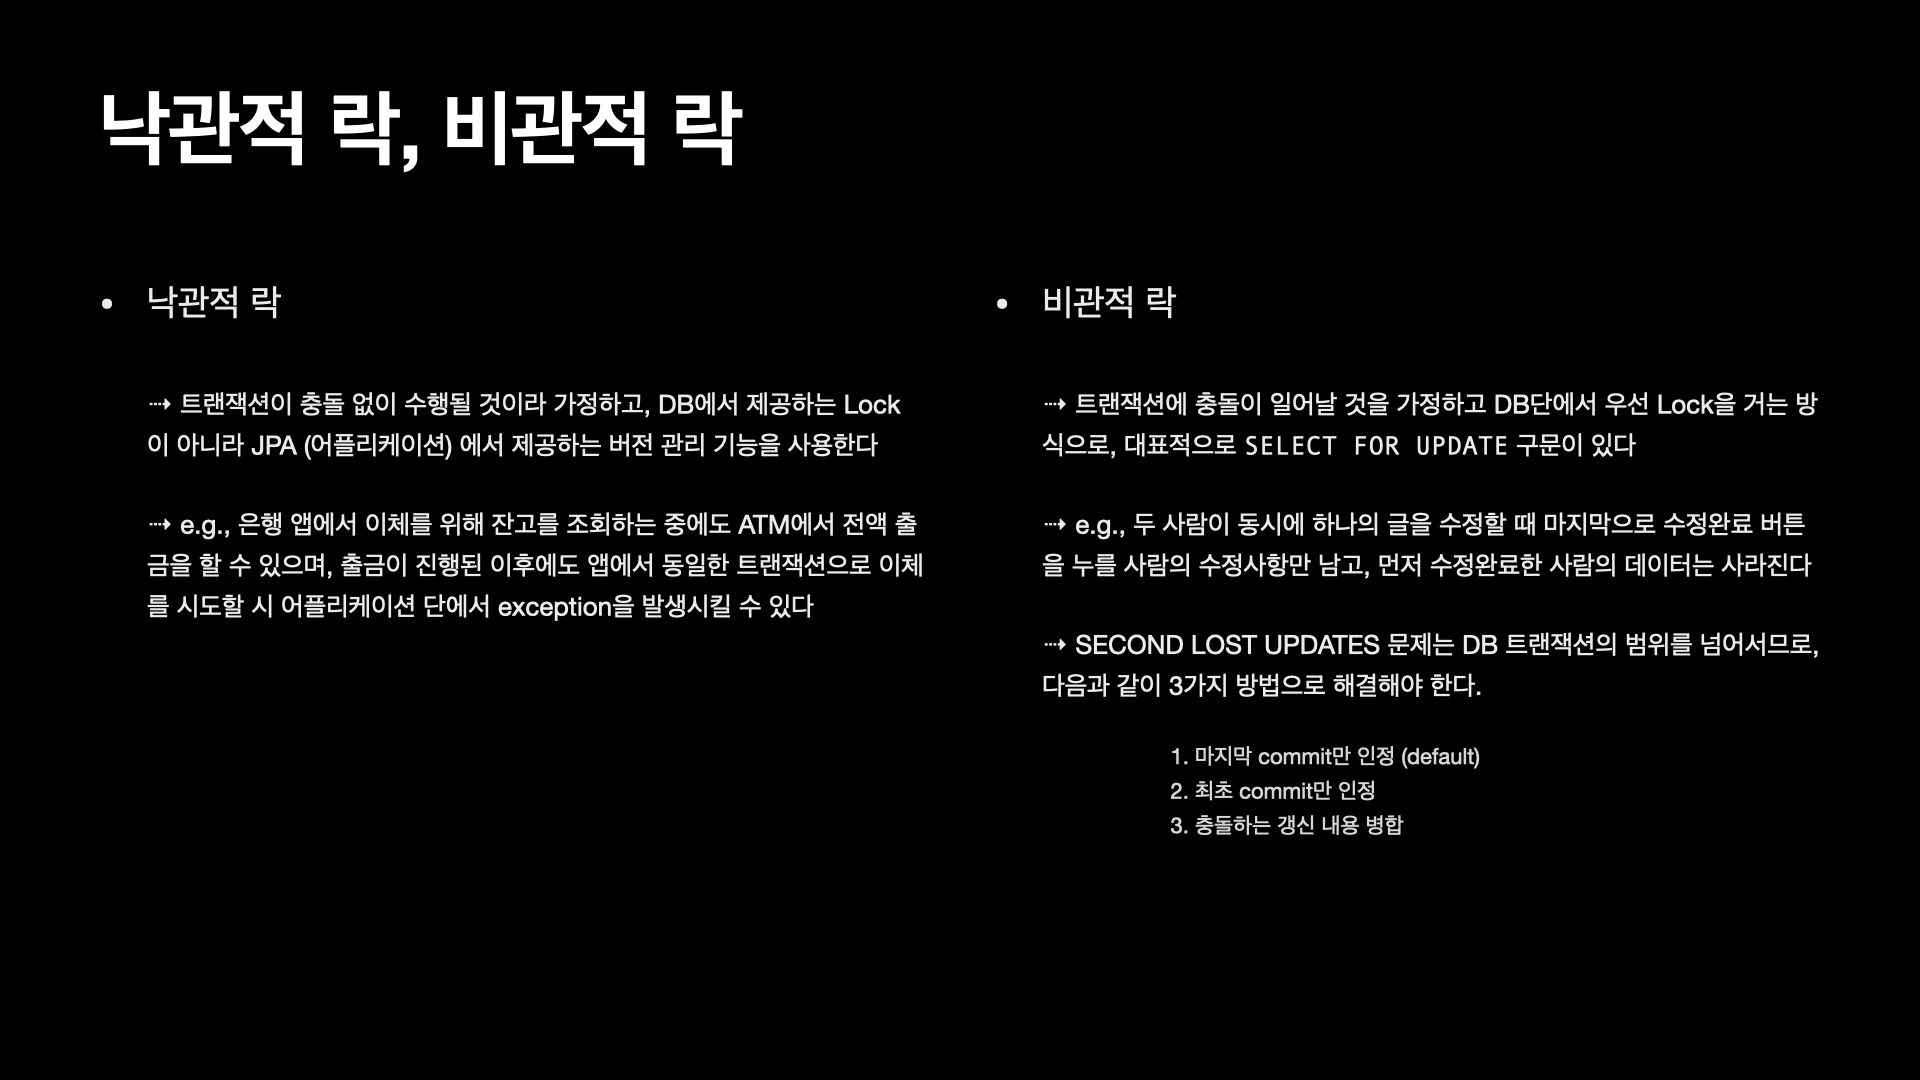 낙관적 락, 비관적 락
• 낙관적 락
⇢ 트랜잭션이 충돌 없이 수행될 것이라 가정하고, DB에서 제공하는 Lock
이 아니라 JPA (어플리케이션) 에서 제공하는 버전 관리 기능을 사용한다
⇢ e.g., 은행 앱에서 이체를 위해 잔고를 조회하는 중에도 ATM에서 전액 출
금을 할 수 있으며, 출금이 진행된 이후에도 앱에서 동일한 트랜잭션으로 이체
를 시도할 시 어플리케이션 단에서 exception을 발생시킬 수 있다
• 비관적 락
⇢ 트랜잭션에 충돌이 일어날 것을 가정하고 DB단에서 우선 Lock을 거는 방
식으로, 대표적으로 SELECT FOR UPDATE 구문이 있다
⇢ e.g., 두 사람이 동시에 하나의 글을 수정할 때 마지막으로 수정완료 버튼
을 누를 사람의 수정사항만 남고, 먼저 수정완료한 사람의 데이터는 사라진다
⇢ SECOND LOST UPDATES 문제는 DB 트랜잭션의 범위를 넘어서므로,
다음과 같이 3가지 방법으로 해결해야 한다.
1. 마지막 commit만 인정 (default)
2. 최초 commit만 인정
3. 충돌하는 갱신 내용 병합